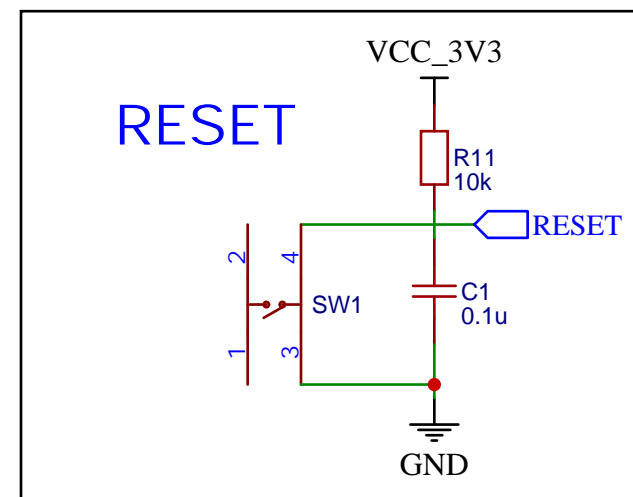 VCC_3V3
RESET
R11
10k
RESET
2
4
C1
SW1
0.1u
1
3
GND